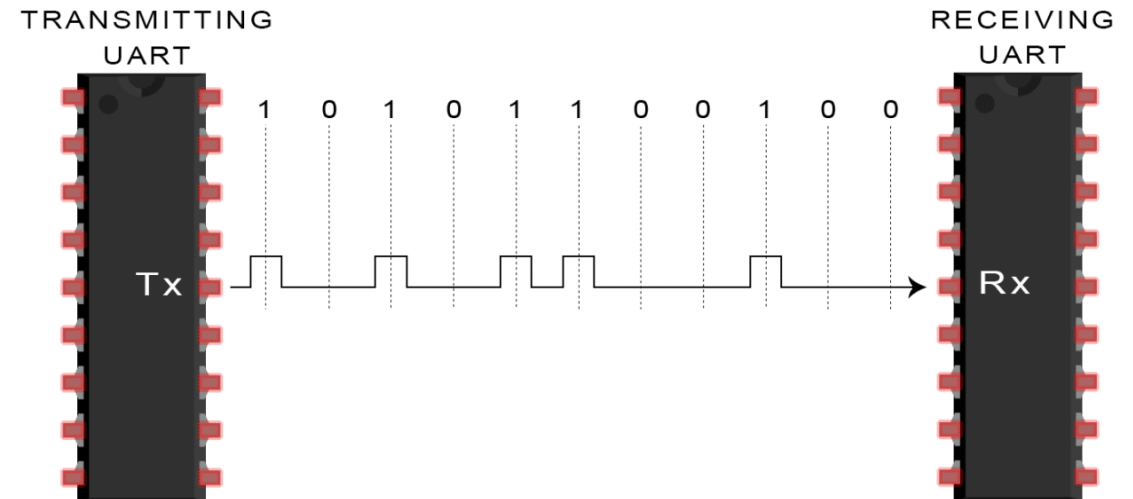 TRANSMITTING
UART
RECEIVING
UART
1 0 1 0 1 1 0 0 1 0 0
Tx
Rx